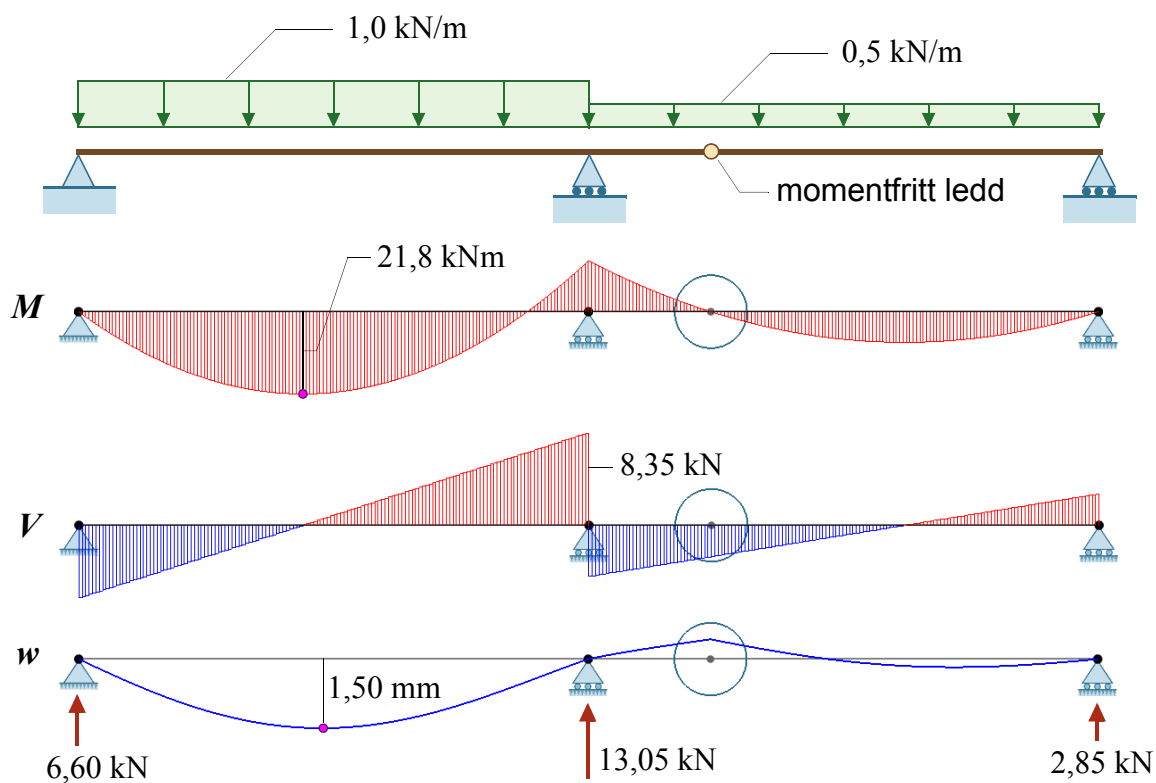 1,0 kN/m
0,5 kN/m
momentfritt ledd
21,8 kNm
M
8,35 kN
V
w
1,50 mm
6,60 kN
13,05 kN
2,85 kN